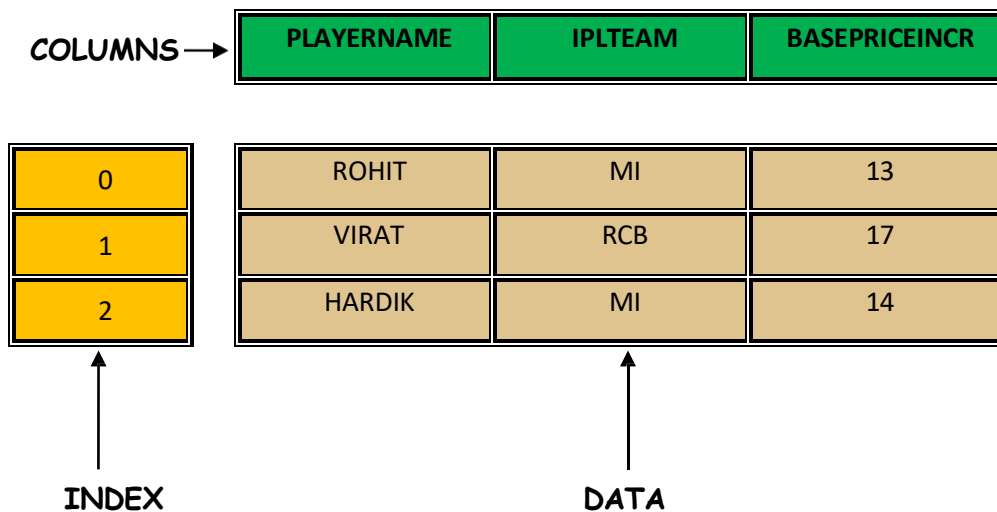 COLUMNS PLAYERNAME IPLTEAM BASEPRICEINCR
0 ROHIT MI 13
1 VIRAT RCB 17
2 HARDIK MI 14
INDEX DATA